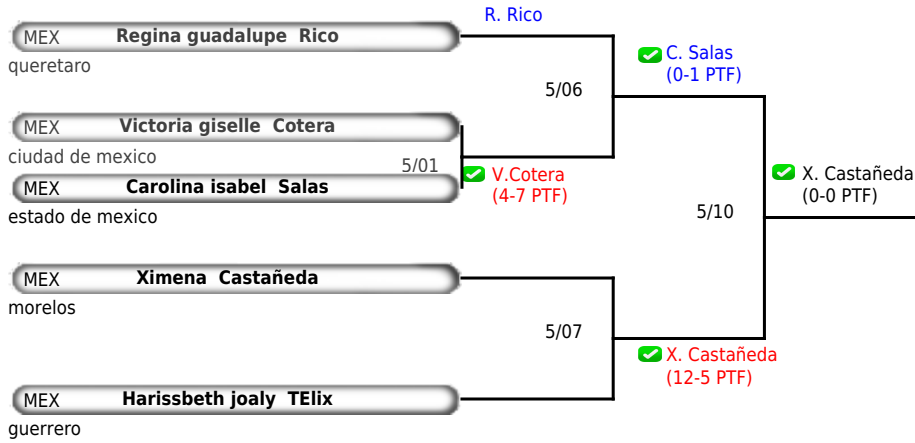 R. Rico
MEX Regina guadalupe Rico
queretaro
C. Salas
(0-1 PTF)
5/06
MEX Victoria giselle Cotera
ciudad de mexico
5/01
V.Cotera
(4-7 PTF)
MEX Carolina isabel Salas
estado de mexico
X. Castañeda
(0-0 PTF)
5/10
MEX Ximena Castañeda
morelos
5/07
X. Castañeda
(12-5 PTF)
MEX Harissbeth joaly TElix
guerrero